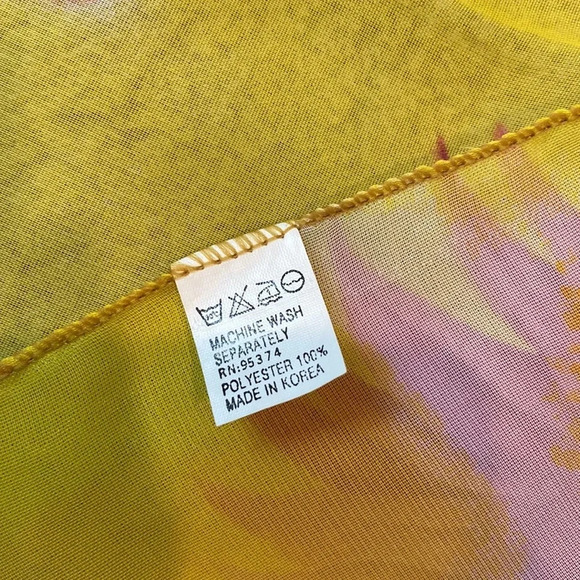 MACHINE WASH
SEPARATELY
RN:95374
POLYESTER 100%
MADE IN KOREA